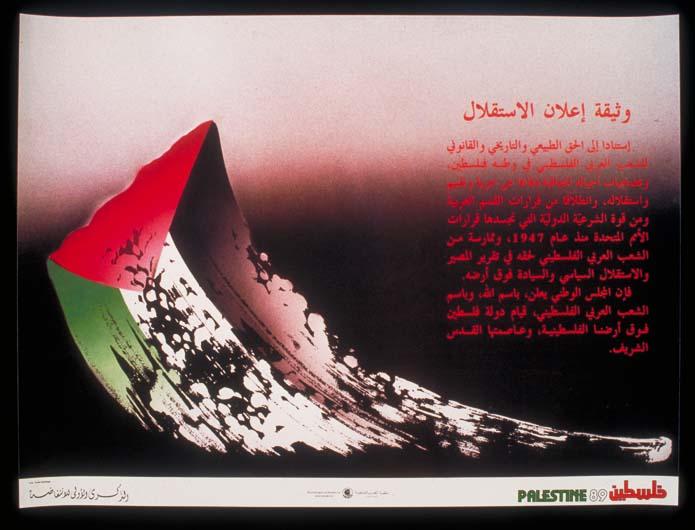 وثيقة إعلان الاستقلال
إستنادا إلى الحق الطبيعي والتاريخي والقانوني
للشعب العربي الفلسطيني في وطنه فلسطين،
وتضحيات أجياله المتعاقبة دفاعا عن حرية وطنهم
واستقلاله، وانطلاقا من قرارات القمم العربية
ومن قوة الشرعيّة الدوليّة التي تجسدها قرارات
الأمم المتحدة منذ عام 1947، وممارسة من
الشعب العربي الفلسطيني لحقه في تقرير المصير
والاستقلال السياسي والسيادة فوق أرضه.
فإن المجلس الوطني يعلن، باسم الله، وباسم
الشعب العربي الفلسطيني، قيام دولة فلسطين
فوق أرضنا الفلسطينية، وعاصمتها القدس
الشريف.
الذكرى الأولى للانتفاضة
PALESTINE 89 فلسطين